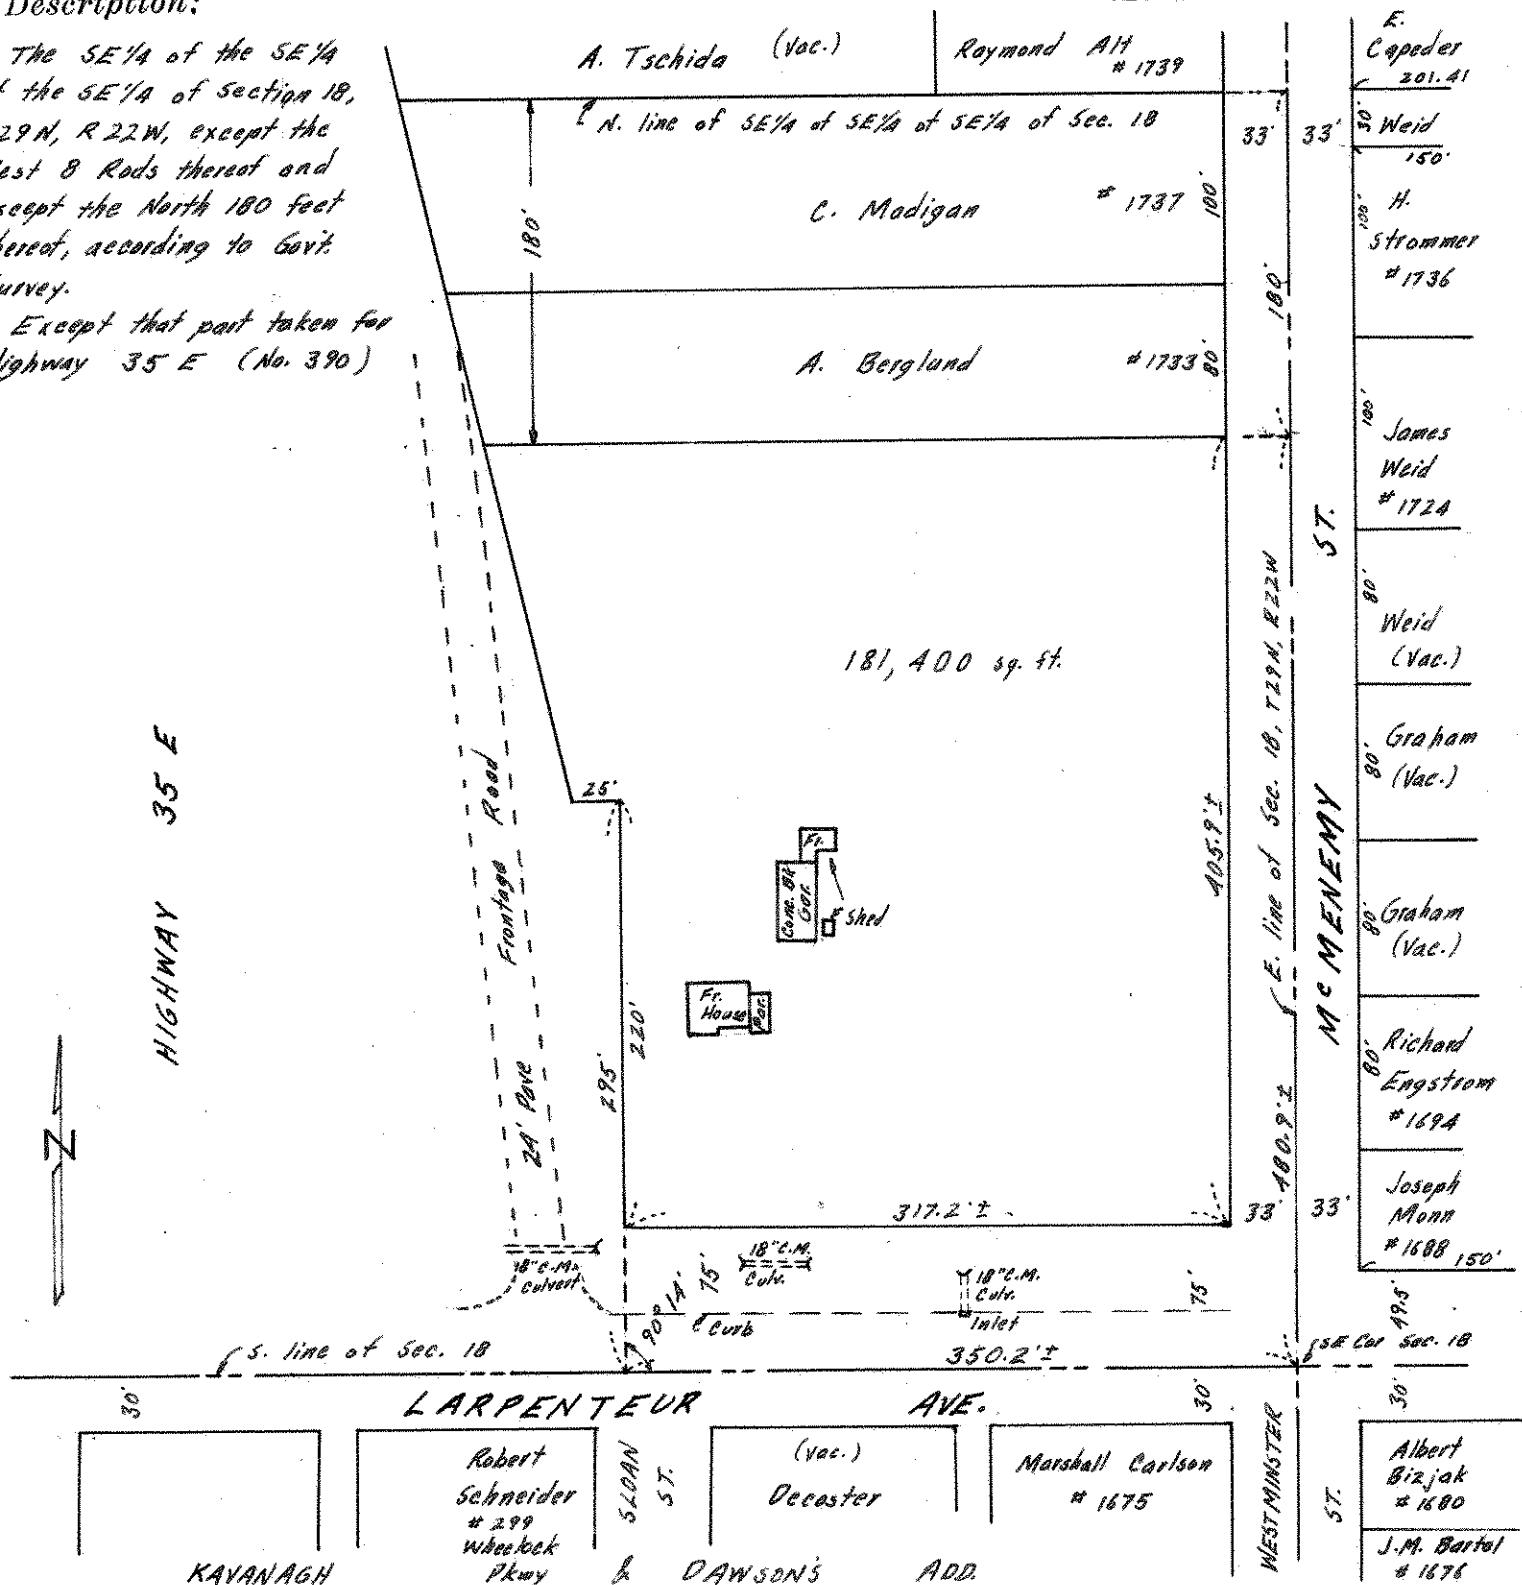 Description:
The SE 1/4 of the SE 1/4
the SE 1/4 of Section 18,
29N, R 22W, except the
est 8 Rods thereof and
cept the North 180 feet
hereof, according to Gov't.
urvey.
Except that part taken for
ighway 35 E (No. 390)
A. Tschida (Vac.)
Raymond AH
# 1739
E.
Capeder
201.41
N. line of SE 1/4 of SE 1/4 of SE 1/4 of Sec. 18
33' 33'
30' Weid
150'
180'
C. Madigan # 1737 100'
100' H.
Strommer
# 1736
180'
A. Berglund # 1733 80'
100'
James
Weid
# 1724
181,400 sq. ft.
80'
Weid
(Vac.)
80' Graham
(Vac.)
80' Graham
(Vac.)
80' Richard
Engstrom
# 1694
Joseph
Monn
# 1688 150'
HIGHWAY 35 E
24' Pave Frontage Road
25'
295' 220'
Fr.
Conc. Bk
Gar.
Shed
Fr.
House
405.9'±
E. line of Sec. 18, T29N, R22W
480.9'±
McMENEMY ST.
Z
317.2'±
33' 33'
18" C.M.
Culvert
75'
18" C.M.
Culv.
18" C.M.
Culv.
75'
90° 14'
Curb
Inlet
49.5'
S. line of Sec. 18
350.2'±
SE Cor Sec. 18
30'
LARPENTEUR AVE.
30' 30'
Robert
Schneider
# 299
Wheelock
Pkwy
SLOAN
ST.
(Vac.)
Decoster
Marshall Carlson
# 1675
WESTMINSTER
ST.
Albert
Bizjak
# 1680
J.M. Bartol
# 1676
KAVANAGH & DAWSON'S ADD.